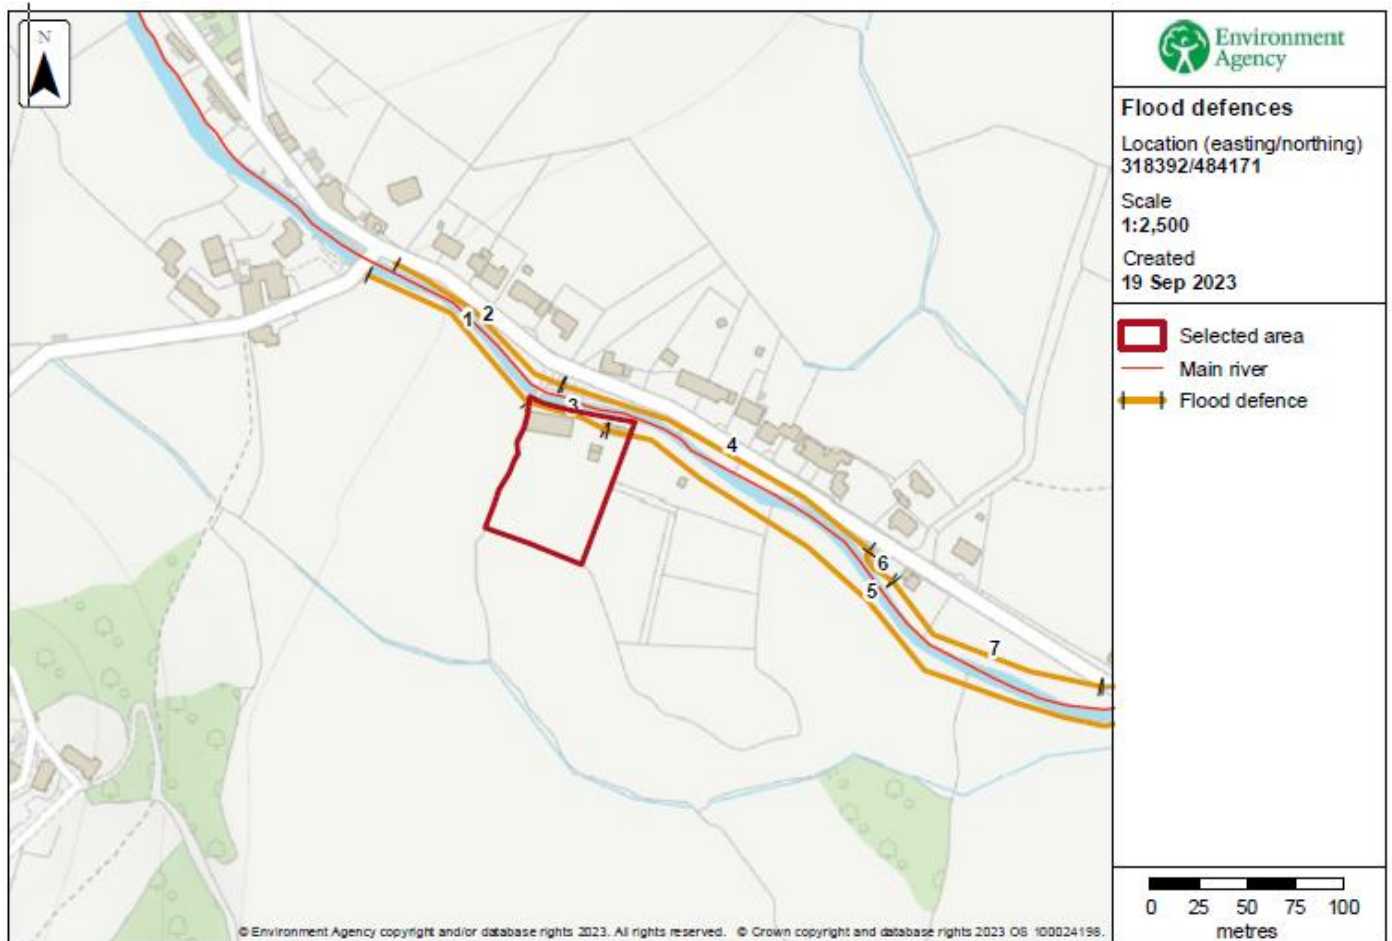 N
2
1
3
4
6
5
7
© Environment Agency copyright and/or database rights 2023. All rights reserved. © Crown copyright and database rights 2023 OS 100024198.
Environment
Agency
Flood defences
Location (easting/northing)
318392/484171
Scale
1:2,500
Created
19 Sep 2023
Selected area
Main river
Flood defence
0 25 50 75 100
metres